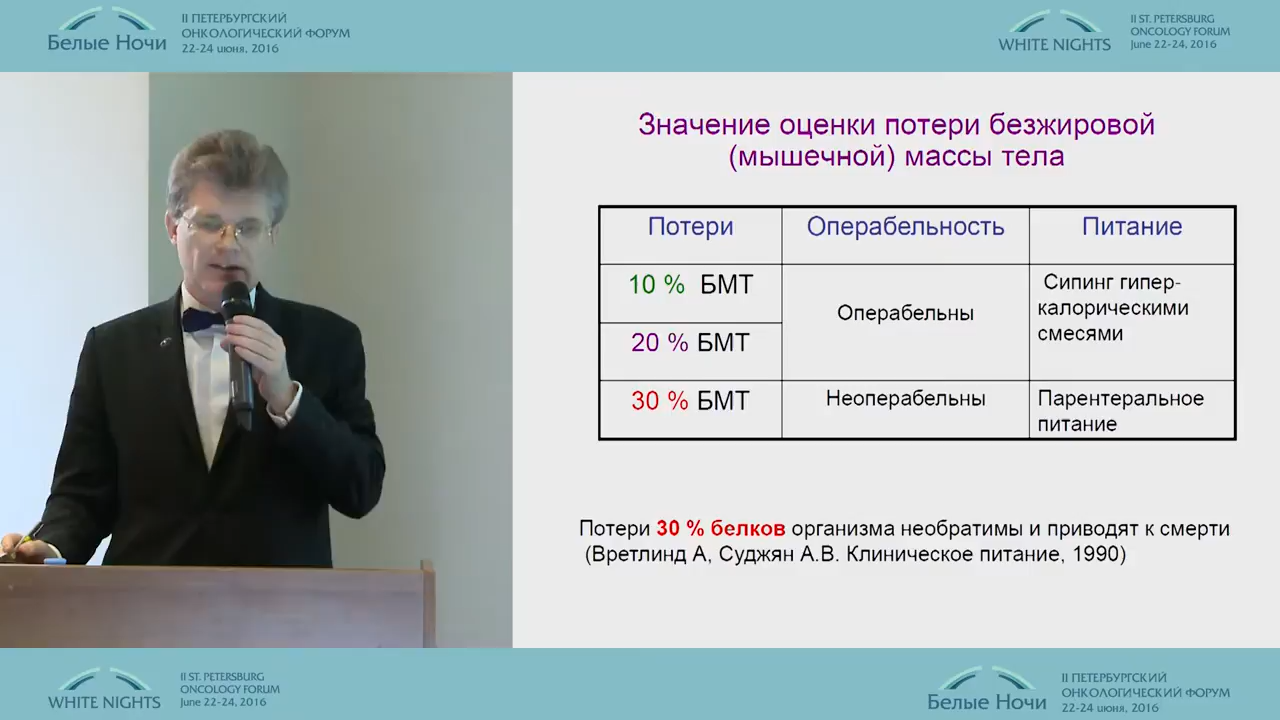 Белые Ночи
II ПЕТЕРБУРГСКИЙ
ОНКОЛОГИЧЕСКИЙ ФОРУМ
22-24 июня, 2016
WHITE NIGHTS
II ST. PETERSBURG
ONCOLOGY FORUM
June 22-24, 2016
Значение оценки потери безжировой
(мышечной) массы тела
Потери
Операбельность
Питание
10 % БМТ
Операбельны
Сипинг гипер-
калорическими
смесями
20 % БМТ
30 % БМТ
Неоперабельны
Парентеральное
питание
Потери 30 % белков организма необратимы и приводят к смерти
(Вретлинд А, Суджян А.В. Клиническое питание, 1990)
WHITE NIGHTS
II ST. PETERSBURG
ONCOLOGY FORUM
June 22-24, 2016
Белые Ночи
II ПЕТЕРБУРГСКИЙ
ОНКОЛОГИЧЕСКИЙ ФОРУМ
22-24 июня, 2016